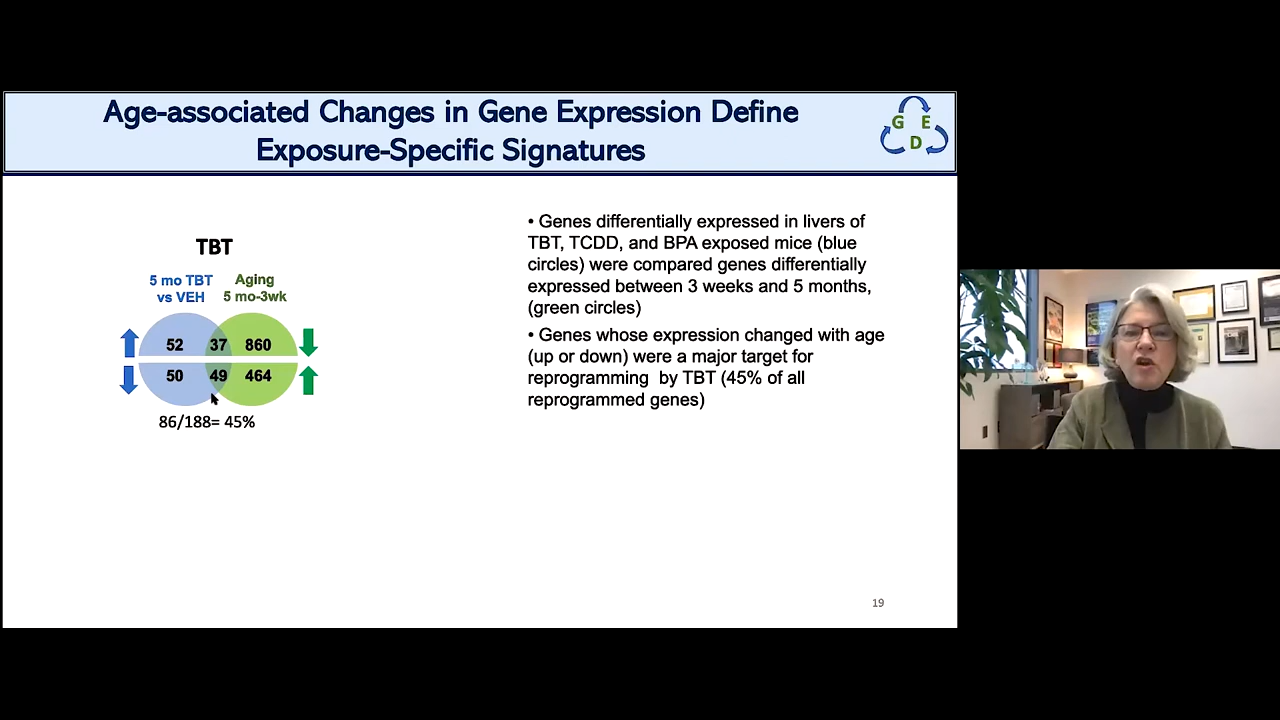 Age-associated Changes in Gene Expression Define
Exposure-Specific Signatures
G E
D
TBT
5 mo TBT
vs VEH
Aging
5 mo-3wk
52 37 860
50 49 464
86/188= 45%
• Genes differentially expressed in livers of
TBT, TCDD, and BPA exposed mice (blue
circles) were compared genes differentially
expressed between 3 weeks and 5 months,
(green circles)
• Genes whose expression changed with age
(up or down) were a major target for
reprogramming by TBT (45% of all
reprogrammed genes)
19